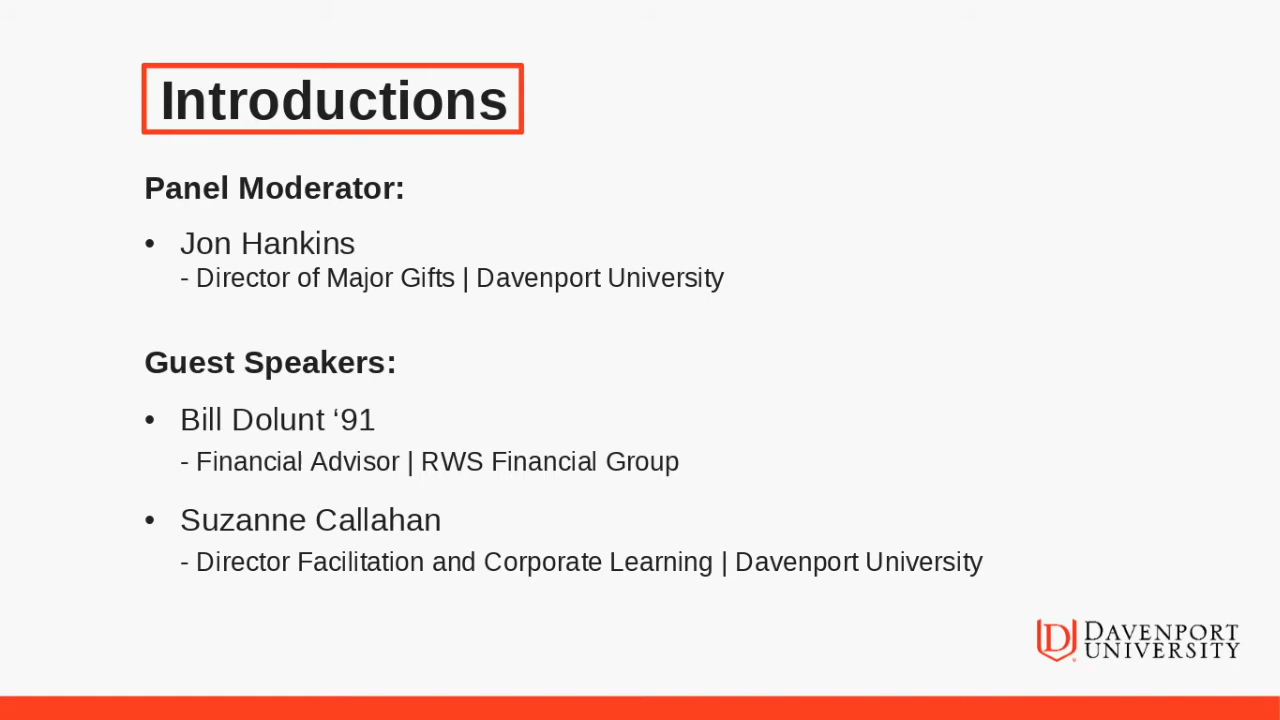 Introductions
Panel Moderator:
• Jon Hankins
- Director of Major Gifts | Davenport University
Guest Speakers:
• Bill Dolunt ‘91
- Financial Advisor | RWS Financial Group
• Suzanne Callahan
- Director Facilitation and Corporate Learning | Davenport University
D DAVENPORT
UNIVERSITY